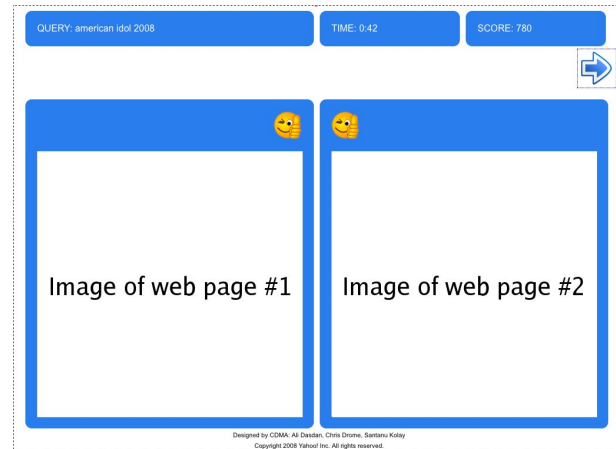 QUERY: american idol 2008
TIME: 0:42
SCORE: 780
Image of web page #1
Image of web page #2
Designed by CDMA: Ali Dasdan, Chris Drome, Santanu Kolay
Copyright 2008 Yahoo! Inc. All rights reserved.